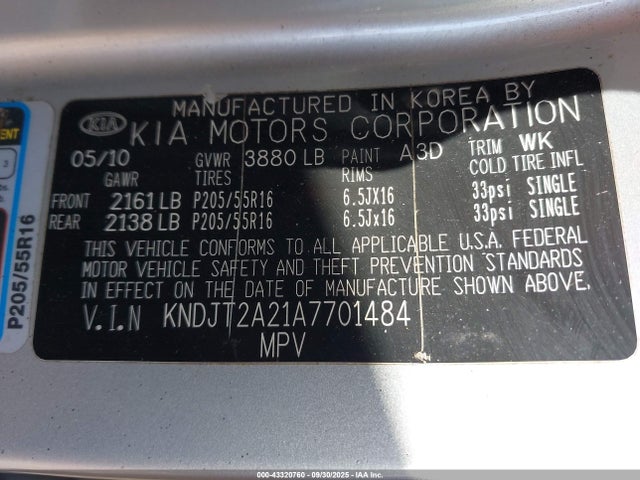 MANUFACTURED IN KOREA BY
KIA KIA MOTORS CORPORATION
05/10 GVWR 3880 LB PAINT A3D TRIM WK
GAWR TIRES RIMS COLD TIRE INFL
FRONT 2161 LB P205/55R16 6.5JX16 33psi SINGLE
REAR 2138 LB P205/55R16 6.5Jx16 33psi SINGLE
THIS VEHICLE CONFORMS TO ALL APPLICABLE U.S.A. FEDERAL
MOTOR VEHICLE SAFETY AND THEFT PREVENTION STANDARDS
IN EFFECT ON THE DATE OF MANUFACTURE SHOWN ABOVE.
V.I.N KNDJT2A21A7701484
MPV
P205/55R16
3
000-43320760 - 09/30/2025 - IAA, Inc.